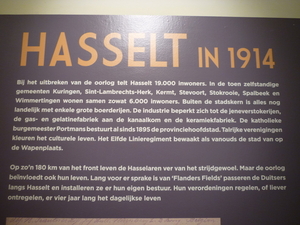 HASSELT IN 1914
Bij het uitbreken van de oorlog telt Hasselt 19.000 inwoners. In de toen zelfstandige
gemeenten Kuringen, Sint-Lambrechts-Herk, Kermt, Stevoort, Stokrooie, Spalbeek en
Wimmertingen wonen samen zowat 6.000 inwoners. Buiten de stadskern is alles nog
landelijk met enkele grote boerderijen. De industrie beperkt zich tot de jeneverstokerijen,
de gas- en gelatinefabriek aan de kanaalkom en de keramiekfabriek. De katholieke
burgemeester Portmans bestuurt al sinds 1895 de provinciehoofdstad. Talrijke verenigingen
kleuren het culturele leven. Het Elfde Linieregiment bewaakt als vanouds de stad van op
de Wapenplaats.
Op zo'n 180 km van het front leven de Hasselaren ver van het strijdgewoel. Maar de oorlog
beïnvloedt ook hun leven. Lang voor er sprake is van 'Flanders Fields' passeren de Duitsers
langs Hasselt en installeren ze er hun eigen bestuur. Hun verordeningen regelen, of liever
ontregelen, er vier jaar lang het dagelijkse leven